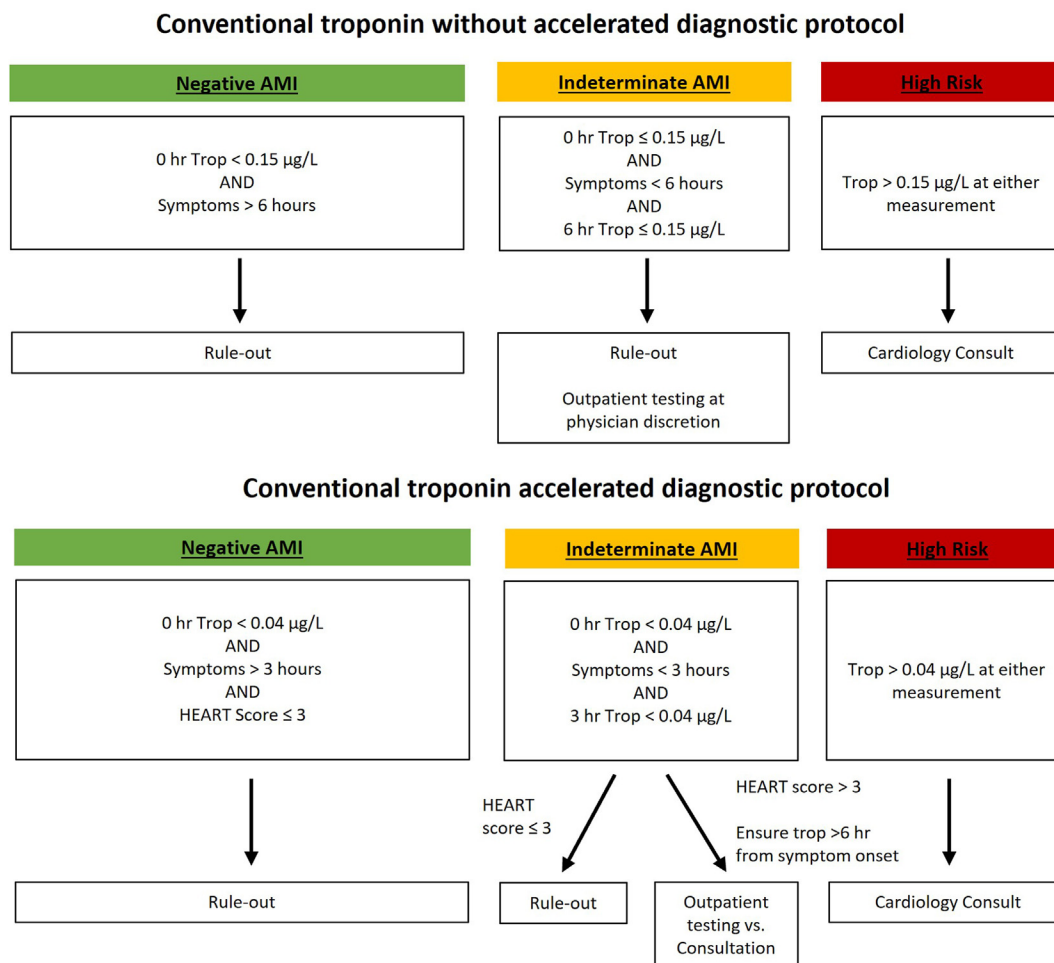 Conventional troponin without accelerated diagnostic protocol
Negative AMI
0 hr Trop < 0.15 µg/L
AND
Symptoms > 6 hours
Rule-out
Indeterminate AMI
0 hr Trop ≤ 0.15 µg/L
AND
Symptoms < 6 hours
AND
6 hr Trop ≤ 0.15 µg/L
Rule-out
Outpatient testing at
physician discretion
High Risk
Trop > 0.15 µg/L at either
measurement
Cardiology Consult
Conventional troponin accelerated diagnostic protocol
Negative AMI
0 hr Trop < 0.04 µg/L
AND
Symptoms > 3 hours
AND
HEART Score ≤ 3
Rule-out
Indeterminate AMI
0 hr Trop < 0.04 µg/L
AND
Symptoms < 3 hours
AND
3 hr Trop < 0.04 µg/L
HEART
score ≤ 3
Rule-out
HEART score > 3
Ensure trop >6 hr
from symptom onset
Outpatient
testing vs.
Consultation
High Risk
Trop > 0.04 µg/L at either
measurement
Cardiology Consult